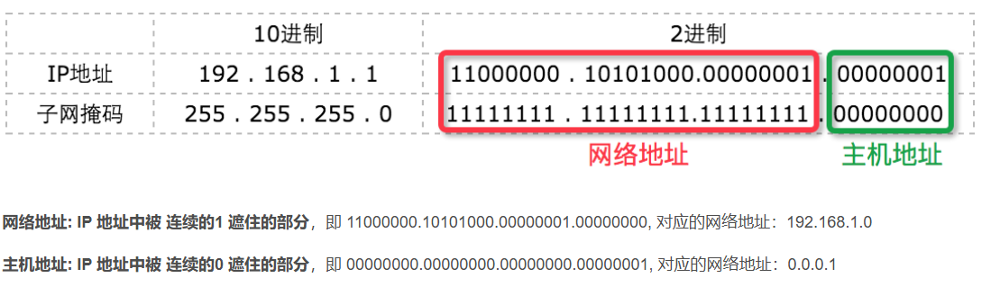 10进制 2进制
IP地址 192 . 168 . 1 . 1 11000000 . 10101000.00000001 . 00000001
子网掩码 255 . 255 . 255 . 0 11111111 . 11111111.11111111 . 00000000
网络地址 主机地址
网络地址: IP 地址中被 连续的1 遮住的部分，即 11000000.10101000.00000001.00000000, 对应的网络地址：192.168.1.0
主机地址: IP 地址中被 连续的0 遮住的部分，即 00000000.00000000.00000000.00000001, 对应的网络地址：0.0.0.1